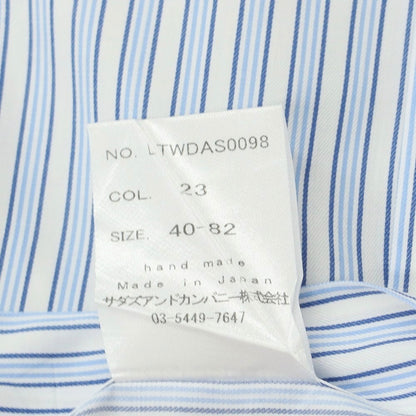 NO. LTWDAS0098
COL. 23
SIZE. 40-82
hand made
Made in Japan
サダズアンドカンパニー株式会社
03-5449-7647